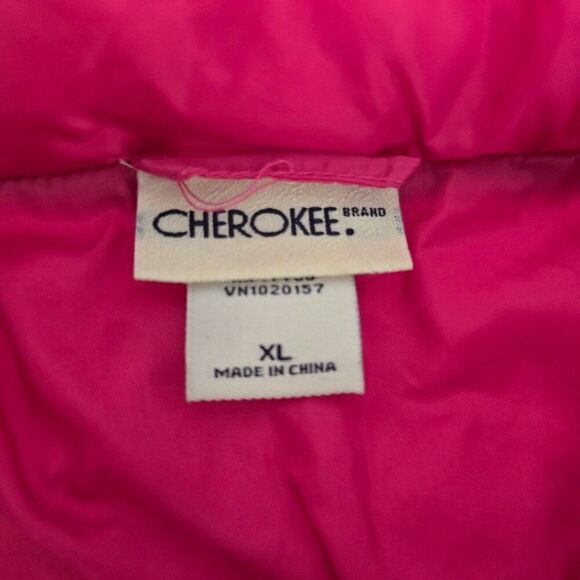 CHEROKEE. BRAND
VN1020157
XL
MADE IN CHINA